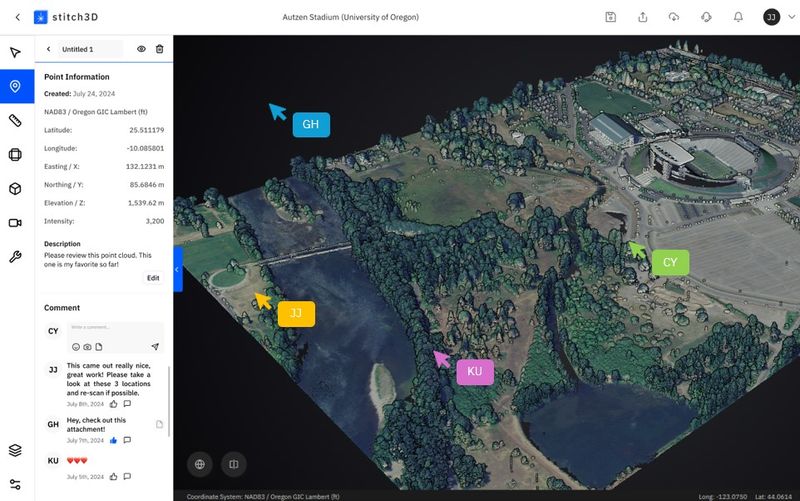 stitch3D
Autzen Stadium (University of Oregon)
JJ
Untitled 1
Point Information
Created: July 24, 2024
NAD83 / Oregon GIC Lambert (ft)
Latitude: 25.511179
Longitude: -10.085801
Easting / X: 132.1231 m
Northing / Y: 85.6846 m
Elevation / Z: 1,539.62 m
Intensity: 3,200
Description
Please review this point cloud. This
one is my favorite so far!
Edit
Comment
CY
Write a comment...
JJ
This came out really nice,
great work! Please take a
look at these 3 locations
and re-scan if possible.
July 8th, 2024
GH
Hey, check out this
attachment!
July 7th, 2024
KU
July 5th, 2024
GH
CY
JJ
KU
Coordinate System: NAD83 / Oregon GIC Lambert (ft)
Long: -123.0750 Lat: 44.0614